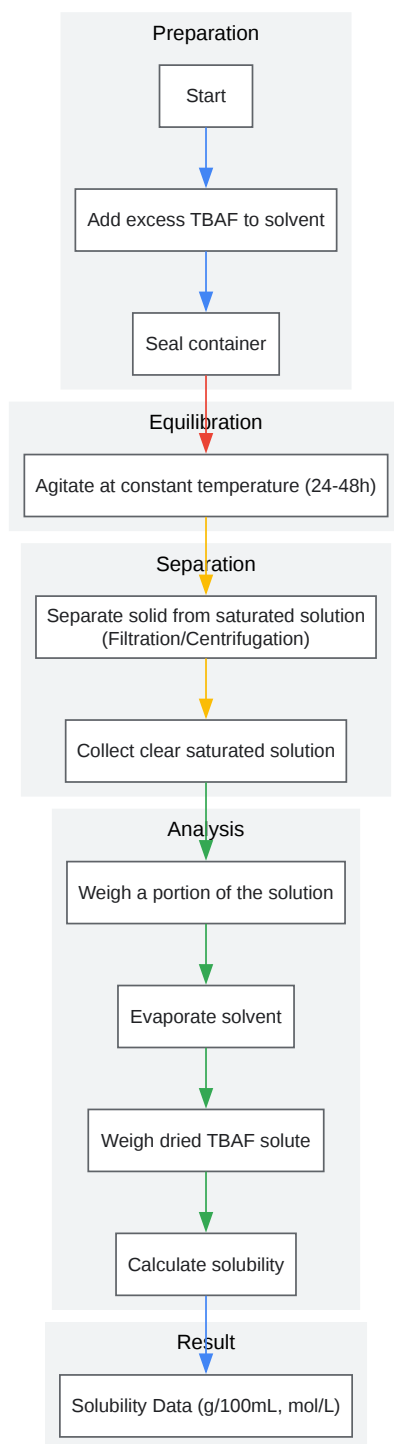 Preparation
Start
Add excess TBAF to solvent
Seal container
Equilibration
Agitate at constant temperature (24-48h)
Separation
Separate solid from saturated solution
(Filtration/Centrifugation)
Collect clear saturated solution
Analysis
Weigh a portion of the solution
Evaporate solvent
Weigh dried TBAF solute
Calculate solubility
Result
Solubility Data (g/100mL, mol/L)